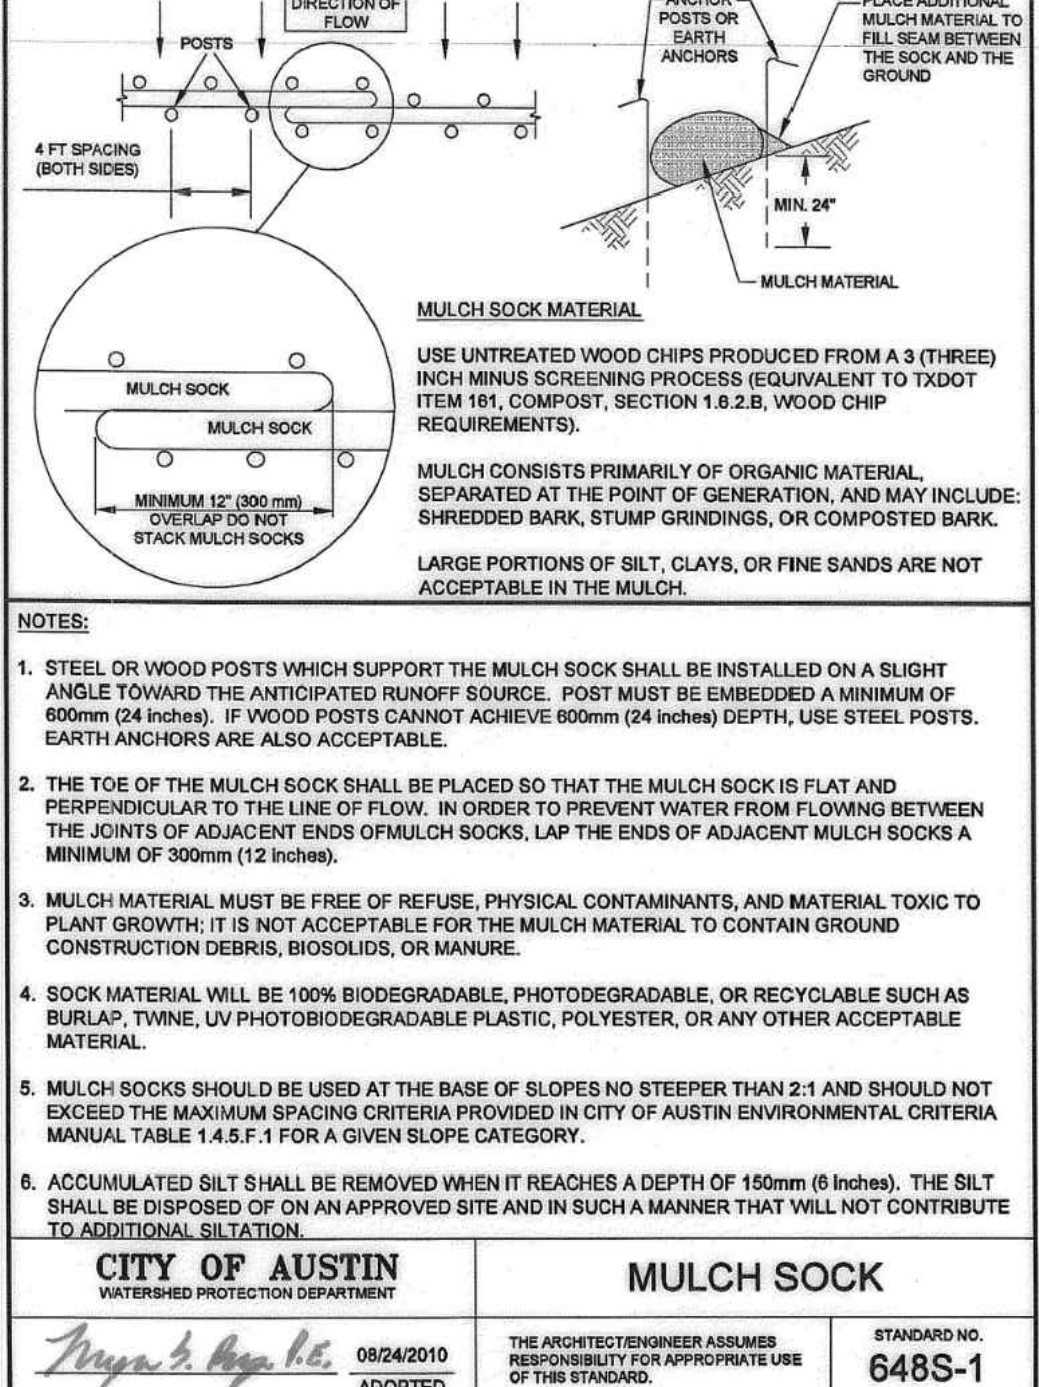 DIRECTION OF
FLOW
POSTS
4 FT SPACING
(BOTH SIDES)
ANCHOR
POSTS OR
EARTH
ANCHORS
PLACE ADDITIONAL
MULCH MATERIAL TO
FILL SEAM BETWEEN
THE SOCK AND THE
GROUND
MIN. 24"
MULCH MATERIAL
MULCH SOCK
MULCH SOCK
MINIMUM 12" (300 mm)
OVERLAP DO NOT
STACK MULCH SOCKS
MULCH SOCK MATERIAL
USE UNTREATED WOOD CHIPS PRODUCED FROM A 3 (THREE)
INCH MINUS SCREENING PROCESS (EQUIVALENT TO TXDOT
ITEM 161, COMPOST, SECTION 1.6.2.B, WOOD CHIP
REQUIREMENTS).
MULCH CONSISTS PRIMARILY OF ORGANIC MATERIAL,
SEPARATED AT THE POINT OF GENERATION, AND MAY INCLUDE:
SHREDDED BARK, STUMP GRINDINGS, OR COMPOSTED BARK.
LARGE PORTIONS OF SILT, CLAYS, OR FINE SANDS ARE NOT
ACCEPTABLE IN THE MULCH.
NOTES:
1. STEEL OR WOOD POSTS WHICH SUPPORT THE MULCH SOCK SHALL BE INSTALLED ON A SLIGHT
ANGLE TOWARD THE ANTICIPATED RUNOFF SOURCE. POST MUST BE EMBEDDED A MINIMUM OF
600mm (24 inches). IF WOOD POSTS CANNOT ACHIEVE 600mm (24 inches) DEPTH, USE STEEL POSTS.
EARTH ANCHORS ARE ALSO ACCEPTABLE.
2. THE TOE OF THE MULCH SOCK SHALL BE PLACED SO THAT THE MULCH SOCK IS FLAT AND
PERPENDICULAR TO THE LINE OF FLOW. IN ORDER TO PREVENT WATER FROM FLOWING BETWEEN
THE JOINTS OF ADJACENT ENDS OFMULCH SOCKS, LAP THE ENDS OF ADJACENT MULCH SOCKS A
MINIMUM OF 300mm (12 inches).
3. MULCH MATERIAL MUST BE FREE OF REFUSE, PHYSICAL CONTAMINANTS, AND MATERIAL TOXIC TO
PLANT GROWTH; IT IS NOT ACCEPTABLE FOR THE MULCH MATERIAL TO CONTAIN GROUND
CONSTRUCTION DEBRIS, BIOSOLIDS, OR MANURE.
4. SOCK MATERIAL WILL BE 100% BIODEGRADABLE, PHOTODEGRADABLE, OR RECYCLABLE SUCH AS
BURLAP, TWINE, UV PHOTOBIODEGRADABLE PLASTIC, POLYESTER, OR ANY OTHER ACCEPTABLE
MATERIAL.
5. MULCH SOCKS SHOULD BE USED AT THE BASE OF SLOPES NO STEEPER THAN 2:1 AND SHOULD NOT
EXCEED THE MAXIMUM SPACING CRITERIA PROVIDED IN CITY OF AUSTIN ENVIRONMENTAL CRITERIA
MANUAL TABLE 1.4.5.F.1 FOR A GIVEN SLOPE CATEGORY.
6. ACCUMULATED SILT SHALL BE REMOVED WHEN IT REACHES A DEPTH OF 150mm (6 inches). THE SILT
SHALL BE DISPOSED OF ON AN APPROVED SITE AND IN SUCH A MANNER THAT WILL NOT CONTRIBUTE
TO ADDITIONAL SILTATION.
CITY OF AUSTIN
WATERSHED PROTECTION DEPARTMENT
MULCH SOCK
P.E. 08/24/2010
ADOPTED
THE ARCHITECT/ENGINEER ASSUMES
RESPONSIBILITY FOR APPROPRIATE USE
OF THIS STANDARD.
STANDARD NO.
648S-1